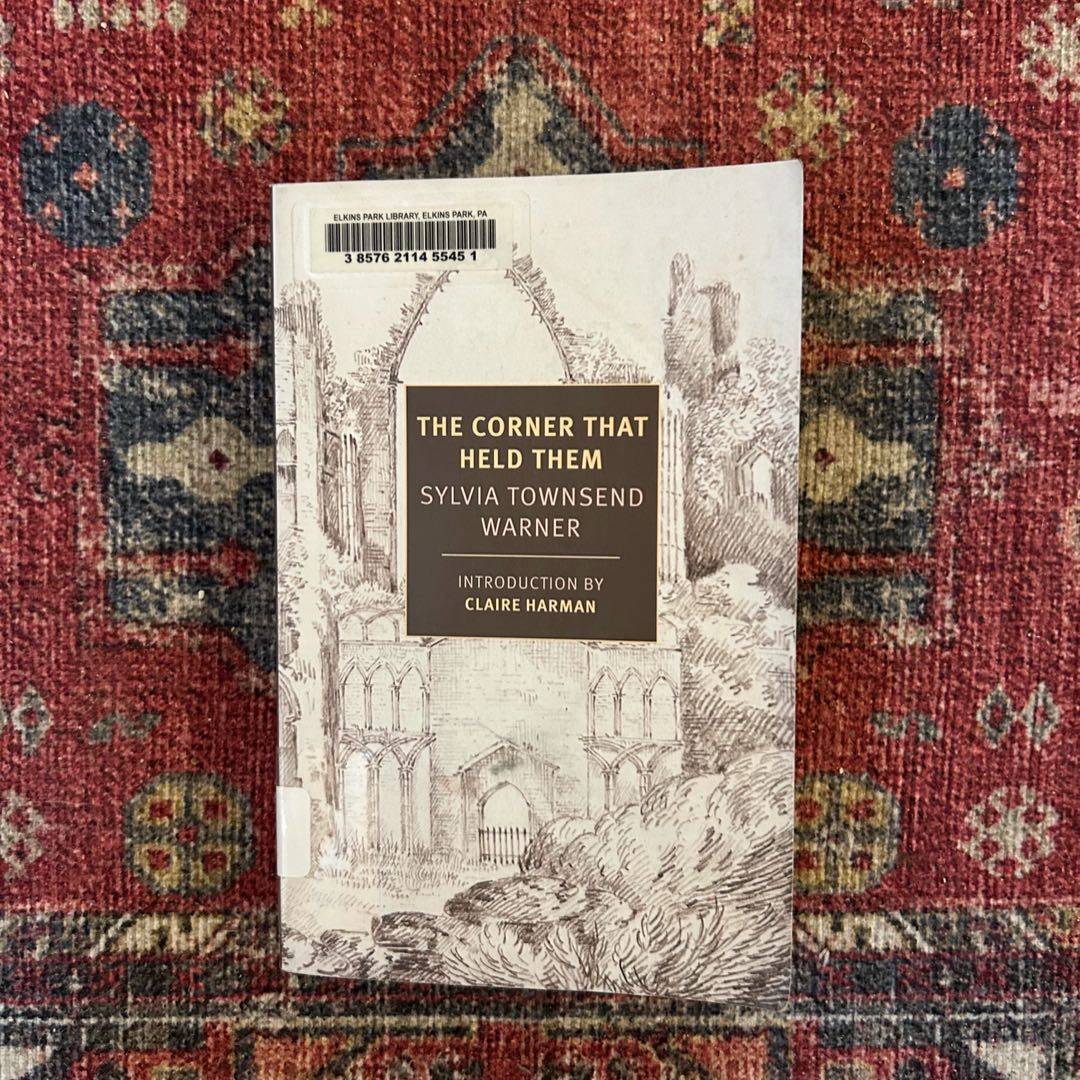 ELKINS PARK LIBRARY, ELKINS PARK, PA
3 8576 2114 5545 1
THE CORNER THAT
HELD THEM
SYLVIA TOWNSEND
WARNER
INTRODUCTION BY
CLAIRE HARMAN